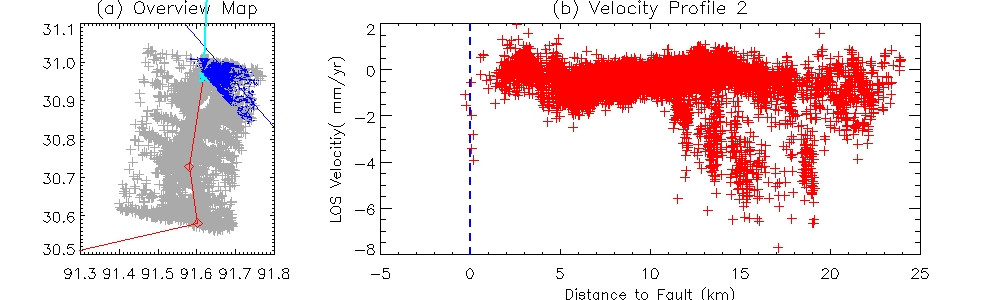 (a) Overview Map
(b) Velocity Profile 2
31.1
31.0
30.9
30.8
30.7
30.6
30.5
91.3 91.4 91.5 91.6 91.7 91.8
LOS Velocitiy( mm/yr)
2
0
−2
−4
−6
−8
−5 0 5 10 15 20 25
Distance to Fault (km)